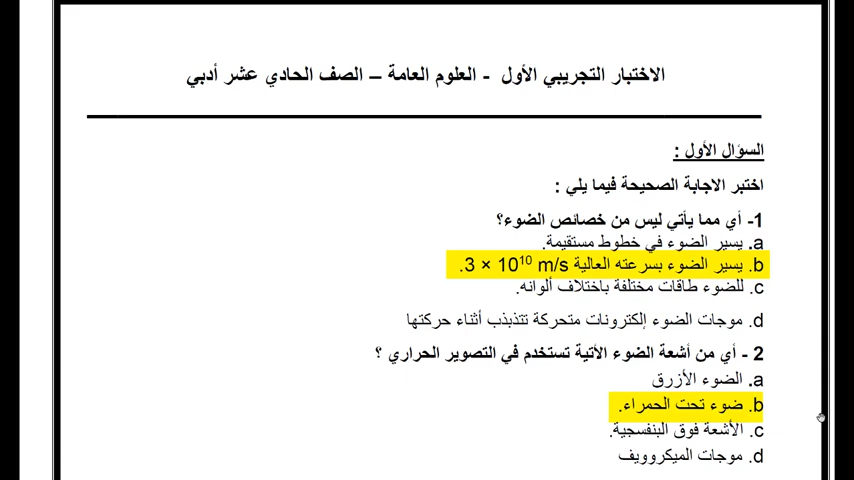 الاختبار التجريبي الأول - العلوم العامة – الصف الحادي عشر أدبي
السؤال الأول :
اختبر الاجابة الصحيحة فيما يلي :
1- أي مما يأتي ليس من خصائص الضوء؟
a. يسير الضوء في خطوط مستقيمة.
b. يسير الضوء بسرعته العالية 3 × 10¹⁰ m/s.
c. للضوء طاقات مختلفة باختلاف ألوانه.
d. موجات الضوء إلكترونات متحركة تتذبذب أثناء حركتها
2 - أي من أشعة الضوء الأتية تستخدم في التصوير الحراري ؟
a. الضوء الأزرق
b. ضوء تحت الحمراء.
c. الأشعة فوق البنفسجية.
d. موجات الميكروويف